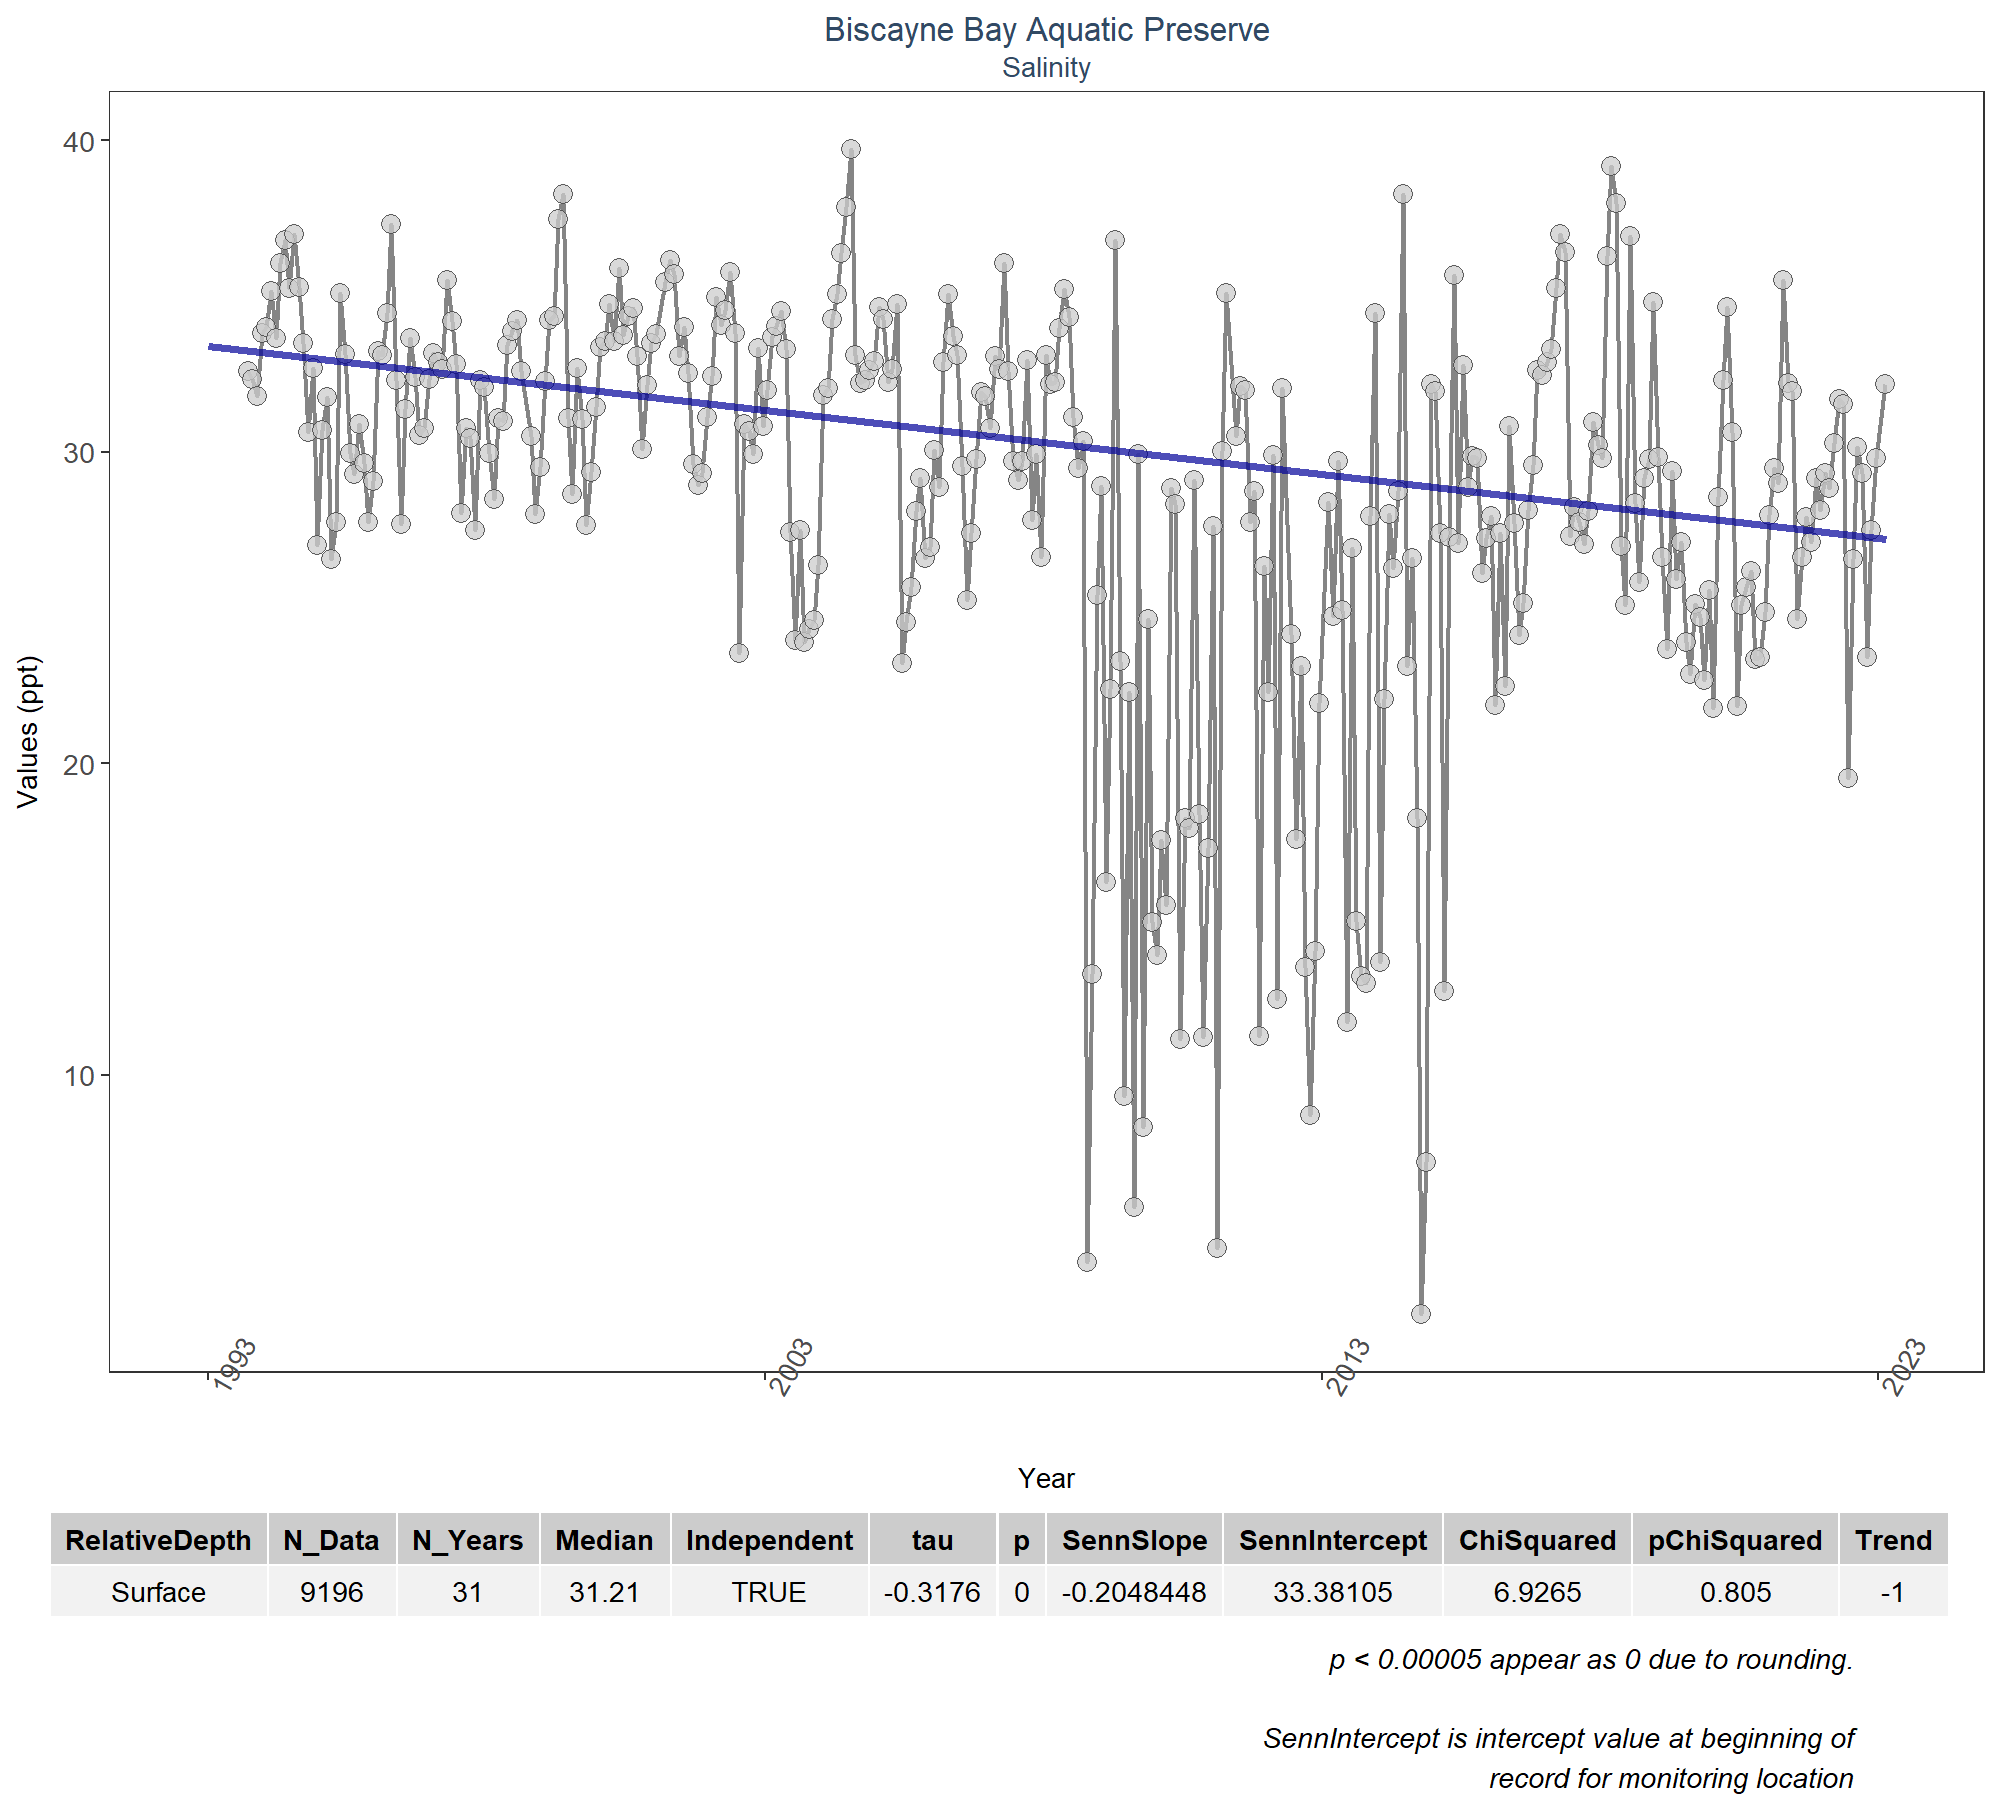 Biscayne Bay Aquatic Preserve
Salinity
40
30
20
10
Values (ppt)
1993 2003 2013 2023
Year
RelativeDepth N_Data N_Years Median Independent tau p SennSlope SennIntercept ChiSquared pChiSquared Trend
Surface 9196 31 31.21 TRUE -0.3176 0 -0.2048448 33.38105 6.9265 0.805 -1
p < 0.00005 appear as 0 due to rounding.
SennIntercept is intercept value at beginning of
record for monitoring location